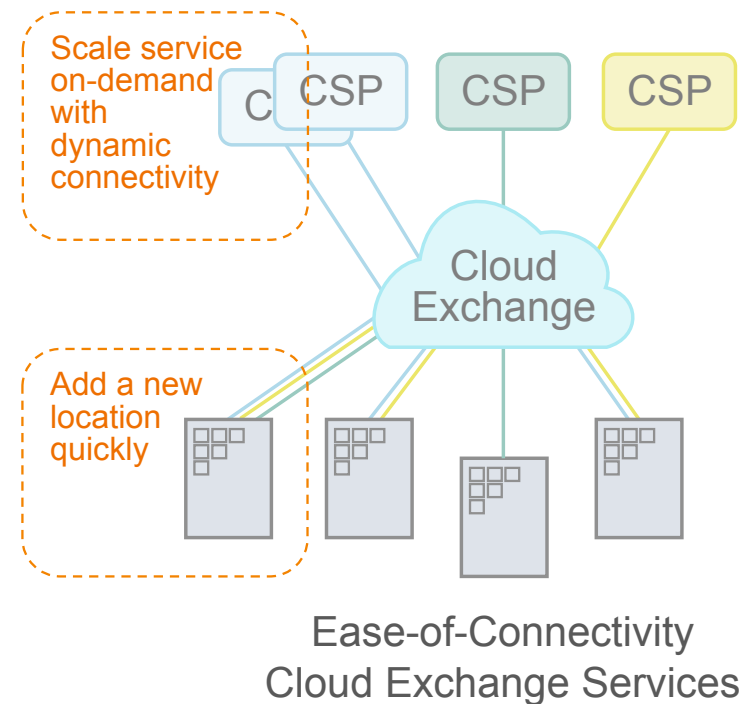 Scale service
on-demand
with
dynamic
connectivity
C
CSP
CSP
CSP
Cloud
Exchange
Add a new
location
quickly
Ease-of-Connectivity
Cloud Exchange Services